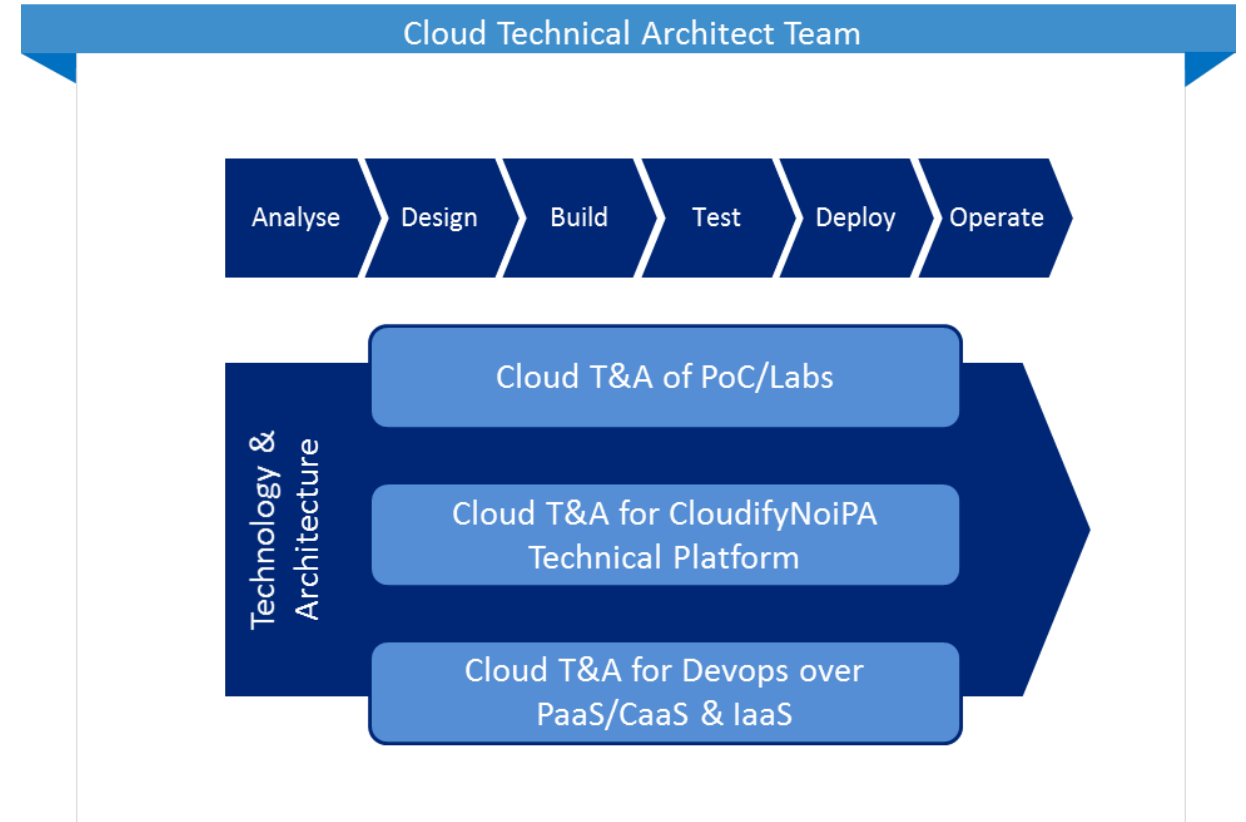 Cloud Technical Architect Team
Analyse
Design
Build
Test
Deploy
Operate
Technology &
Architecture
Cloud T&A of PoC/Labs
Cloud T&A for CloudifyNoiPA
Technical Platform
Cloud T&A for Devops over
PaaS/CaaS & IaaS